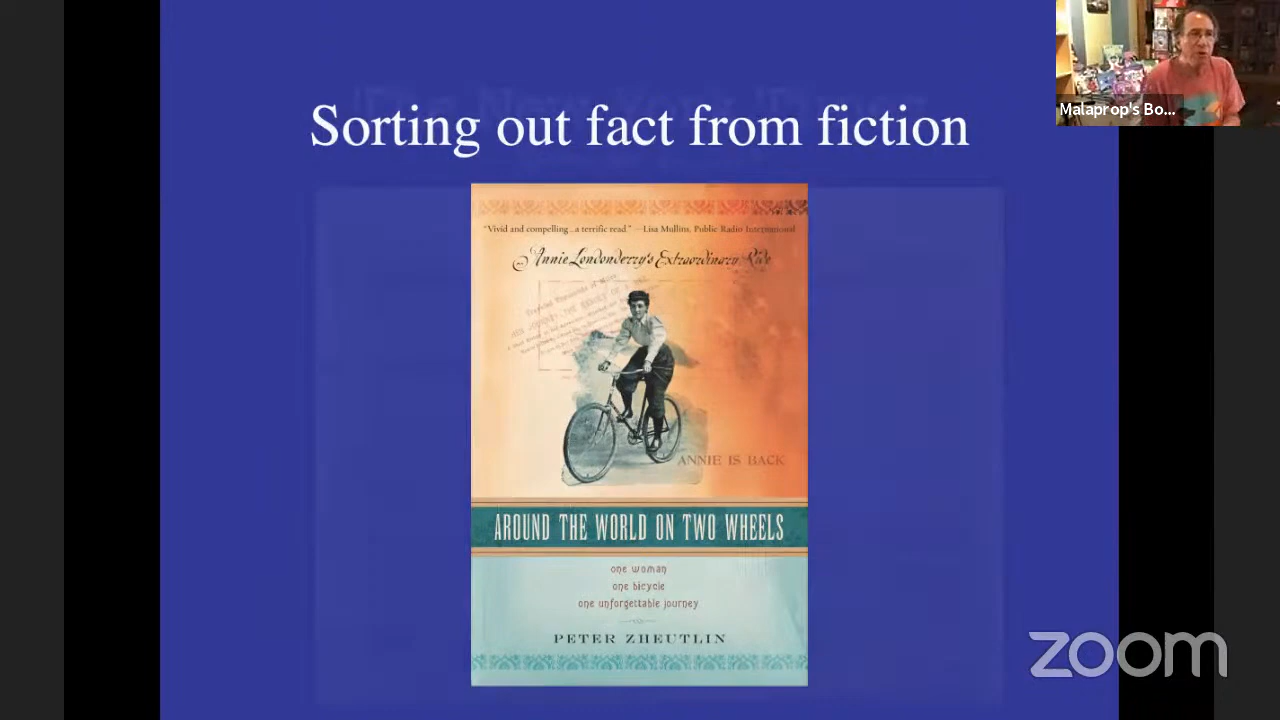 Sorting out fact from fiction
Malaprop's Bo...
"Vivid and compelling...a terrific read." —Lisa Mullins, Public Radio International
Annie Londonderry's Extraordinary Ride
ANNIE IS BACK
AROUND THE WORLD ON TWO WHEELS
one woman
one bicycle
one unforgettable journey
PETER ZHEUTLIN
zoom